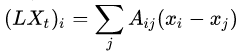 (LX_t)_i = \sum_j A_{ij}(x_i - x_j)